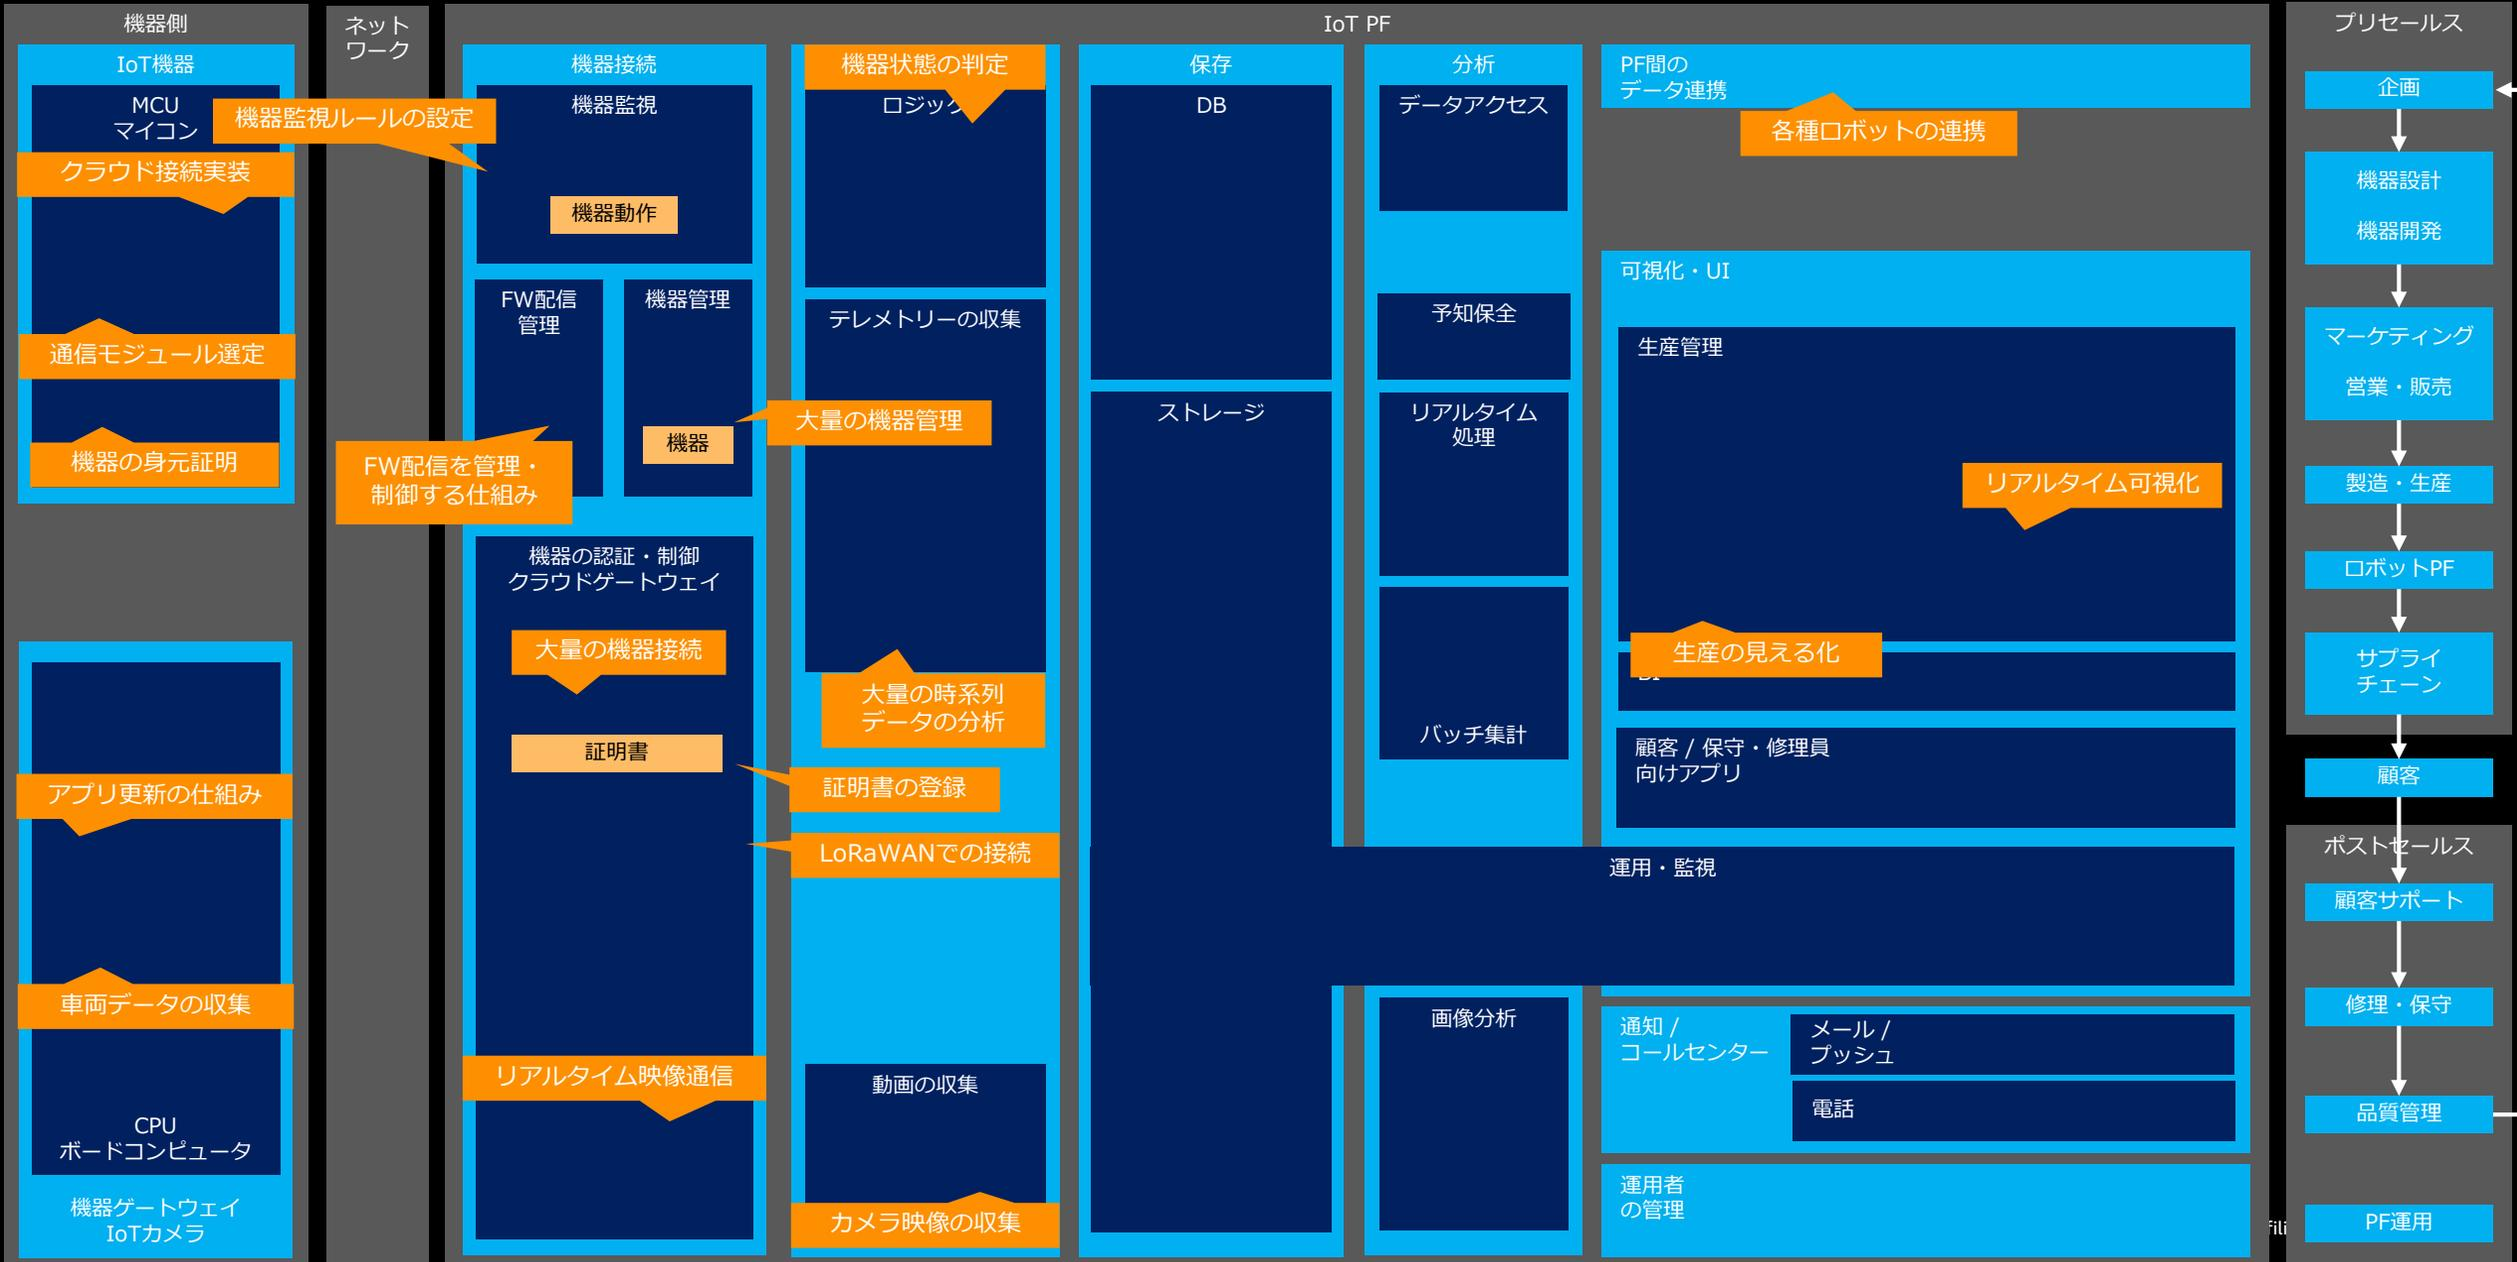 機器側
IoT機器
MCU
マイコン
クラウド接続実装
通信モジュール選定
機器の身元証明
アプリ更新の仕組み
車両データの収集
CPU
ボードコンピュータ
機器ゲートウェイ
IoTカメラ
ネット
ワーク
IoT PF
機器接続
機器監視
機器監視ルールの設定
機器動作
FW配信
管理
機器管理
機器
大量の機器管理
FW配信を管理・
制御する仕組み
機器の認証・制御
クラウドゲートウェイ
大量の機器接続
証明書
証明書の登録
LoRaWANでの接続
リアルタイム映像通信
機器状態の判定
ロジック
テレメトリーの収集
大量の時系列
データの分析
動画の収集
カメラ映像の収集
保存
DB
ストレージ
分析
データアクセス
予知保全
リアルタイム
処理
バッチ集計
運用・監視
画像分析
PF間の
データ連携
各種ロボットの連携
可視化・UI
生産管理
リアルタイム可視化
生産の見える化
顧客 / 保守・修理員
向けアプリ
通知 /
コールセンター
メール /
プッシュ
電話
運用者
の管理
プリセールス
企画
機器設計
機器開発
マーケティング
営業・販売
製造・生産
ロボットPF
サプライ
チェーン
顧客
ポストセールス
顧客サポート
修理・保守
品質管理
PF運用